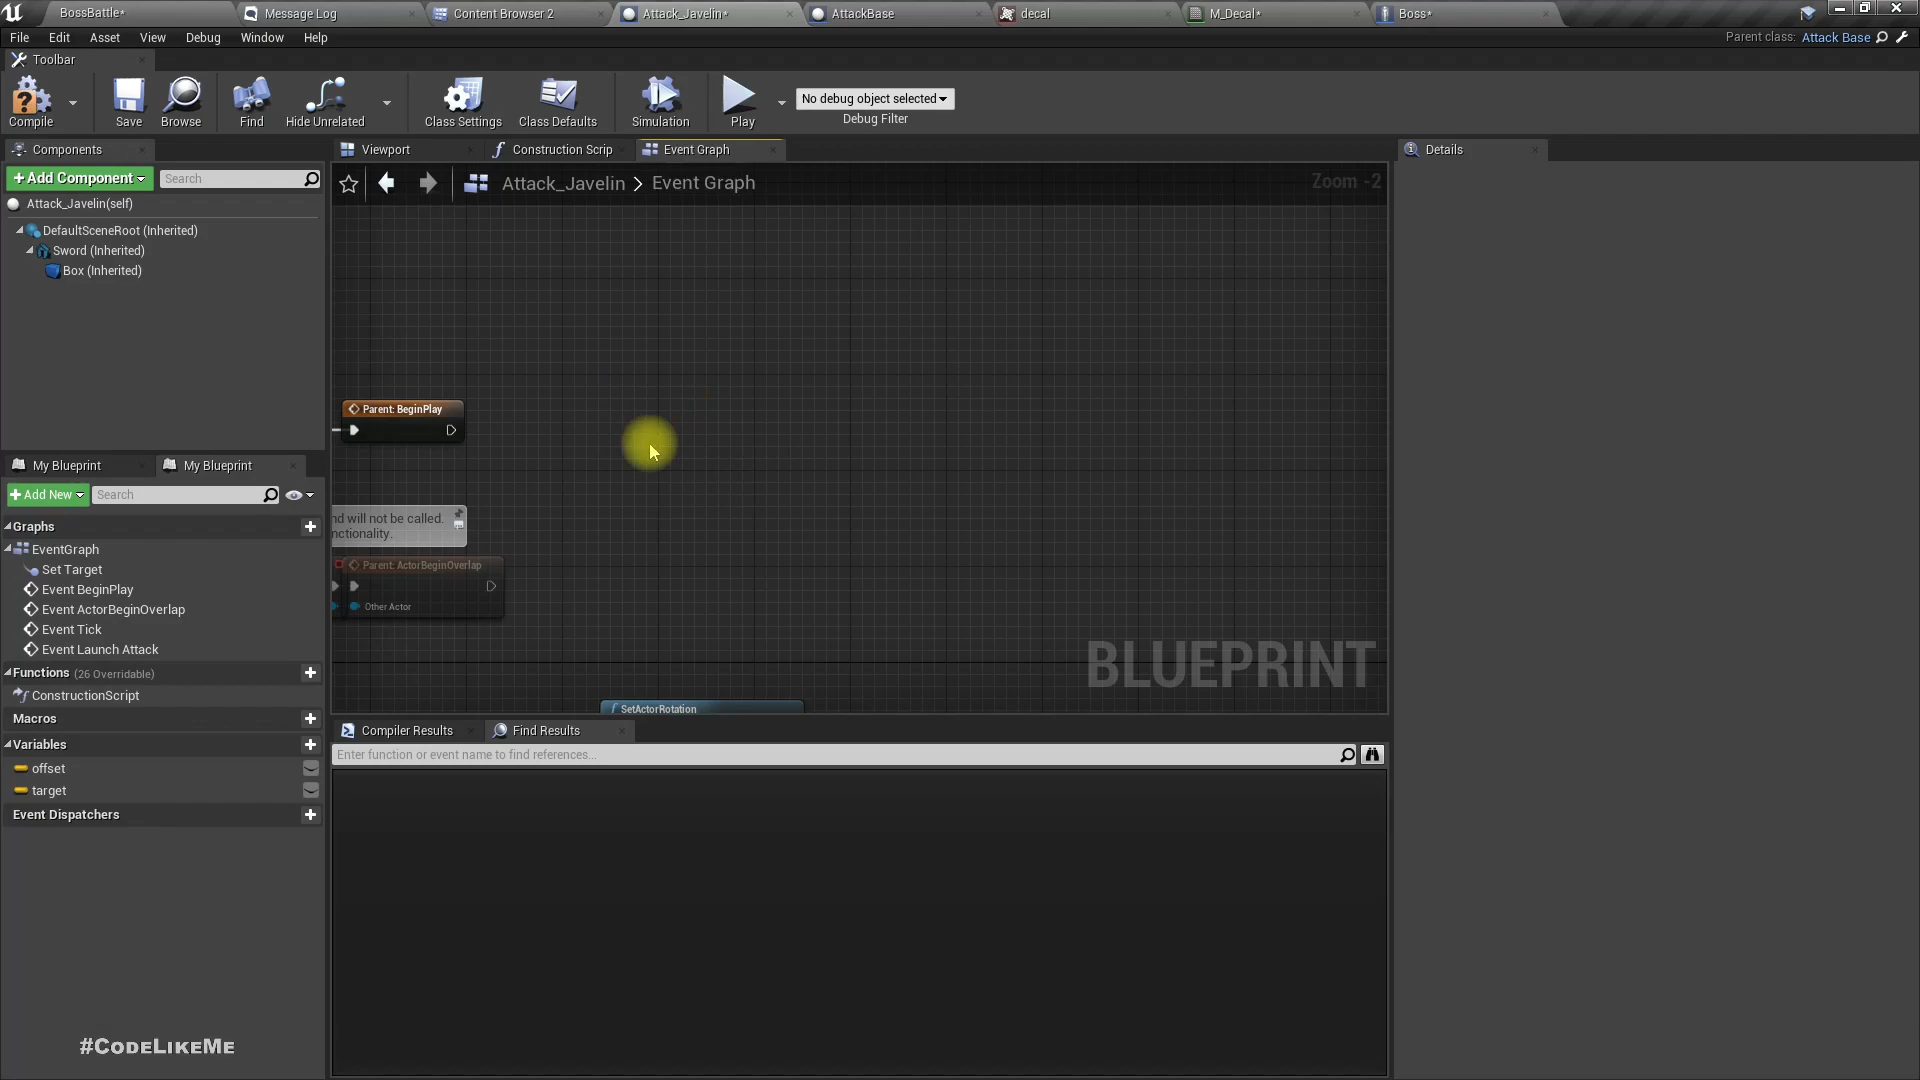 BossBattle*
Message Log
Content Browser 2
Attack_Javelin*
AttackBase
decal
M_Decal*
Boss*
File
Edit
Asset
View
Debug
Window
Help
Parent class: Attack Base
Toolbar
Compile
Save
Browse
Find
Hide Unrelated
Class Settings
Class Defaults
Simulation
Play
No debug object selected
Debug Filter
Components
+Add Component
Search
Attack_Javelin(self)
DefaultSceneRoot (Inherited)
Sword (Inherited)
Box (Inherited)
My Blueprint
My Blueprint
+Add New
Search
Graphs
EventGraph
Set Target
Event BeginPlay
Event ActorBeginOverlap
Event Tick
Event Launch Attack
Functions (26 Overridable)
ConstructionScript
Macros
Variables
offset
target
Event Dispatchers
#CodeLikeMe
Viewport
Construction Scrip
Event Graph
Attack_Javelin > Event Graph
Zoom -2
Parent: BeginPlay
nd will not be called.
nctionality.
Parent: ActorBeginOverlap
Other Actor
SetActorRotation
BLUEPRINT
Compiler Results
Find Results
Enter function or event name to find references...
Details